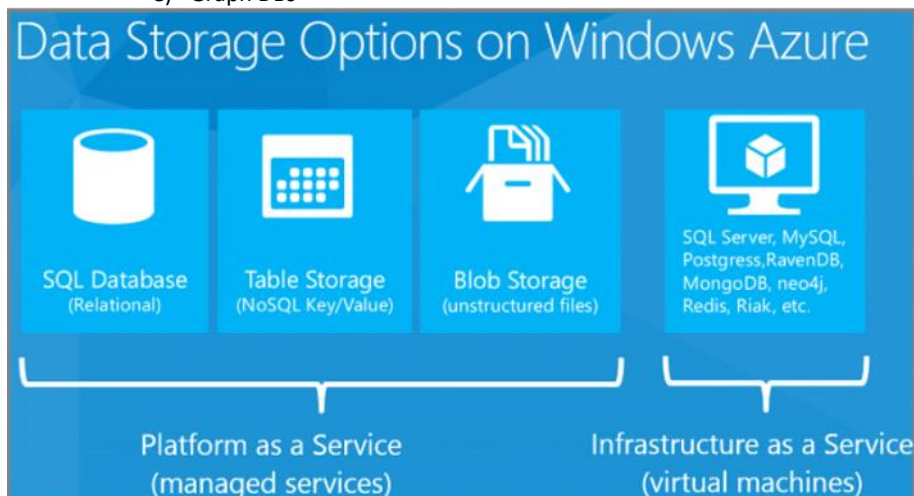 Data Storage Options on Windows Azure
SQL Database
(Relational)
Table Storage
(NoSQL Key/Value)
Blob Storage
(unstructured files)
SQL Server, MySQL,
Postgress,RavenDB,
MongoDB, neo4j,
Redis, Riak, etc.
Platform as a Service
(managed services)
Infrastructure as a Service
(virtual machines)